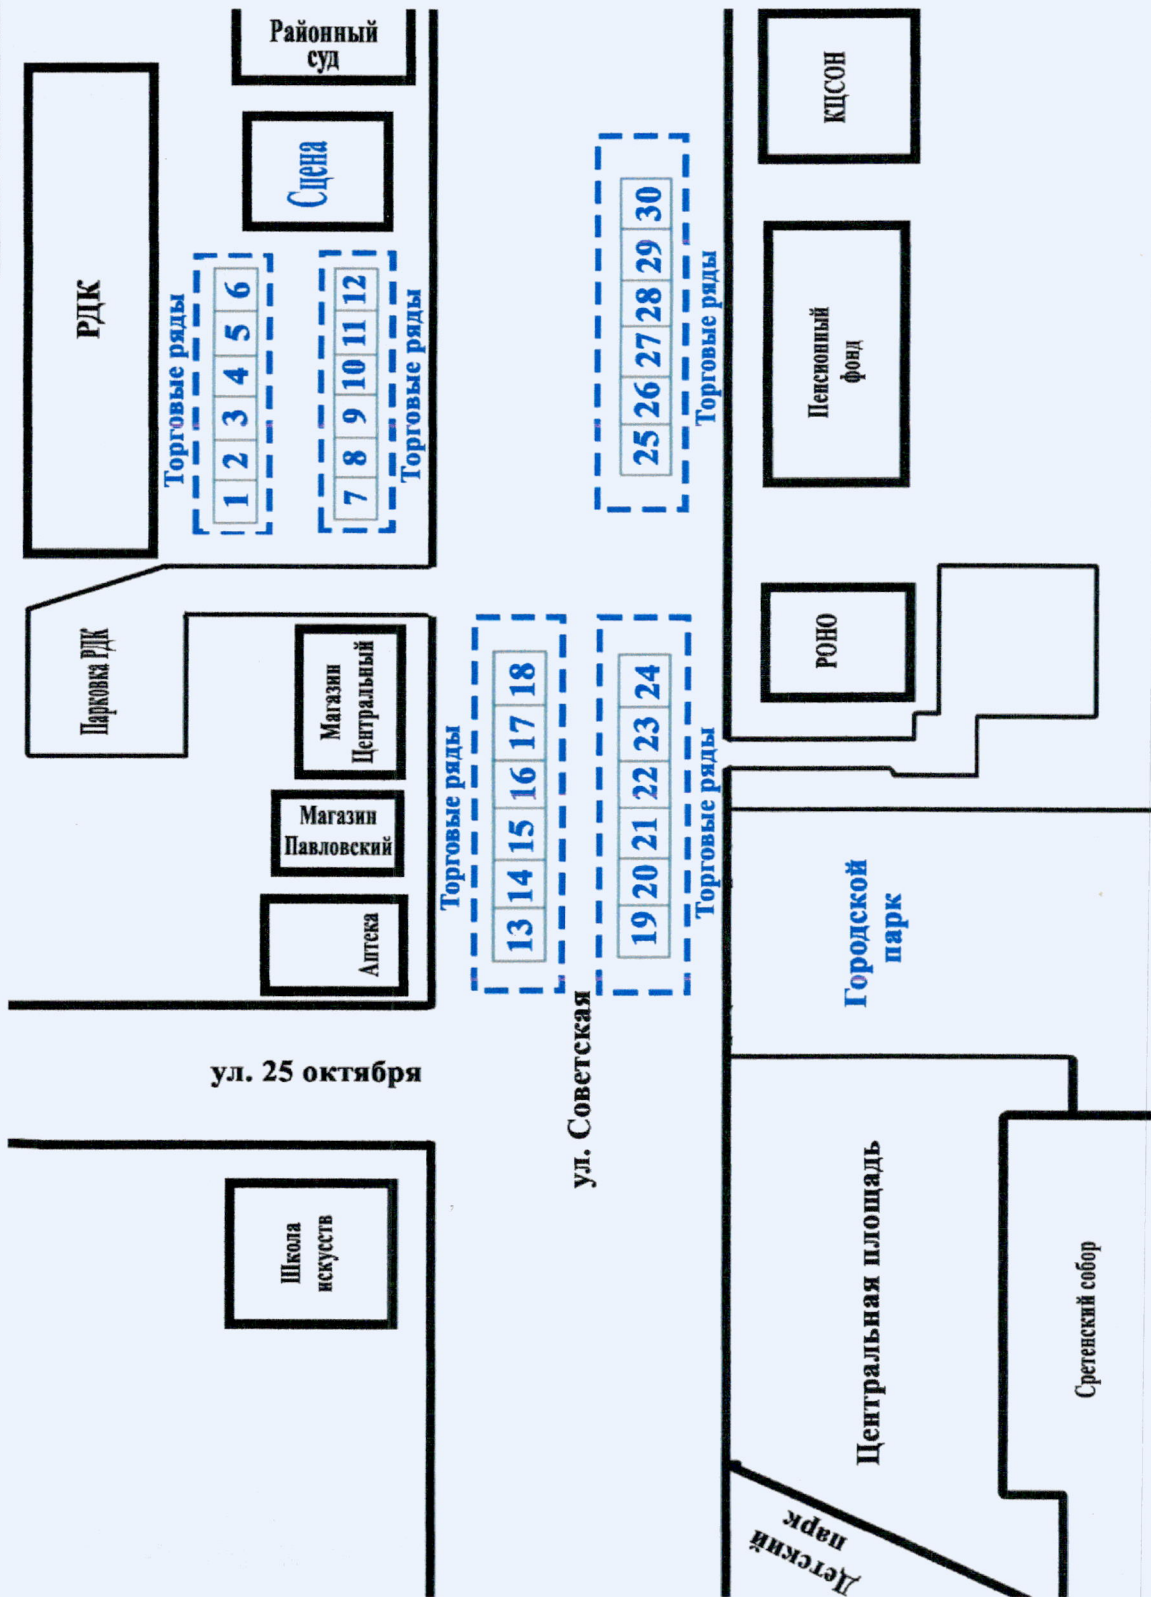 Районный
суд
РДК
Сцена
КЦСОН
Торговые ряды
1 2 3 4 5 6
7 8 9 10 11 12
Торговые ряды
25 26 27 28 29 30
Торговые ряды
Пенсионный
фонд
Парковка РДК
Магазин
Центральный
Магазин
Павловский
Аптека
Торговые ряды
13 14 15 16 17 18
19 20 21 22 23 24
Торговые ряды
РОНО
Городской
парк
ул. 25 октября
ул. Советская
Школа
искусств
Центральная площадь
Сретенский собор
Детский
парк